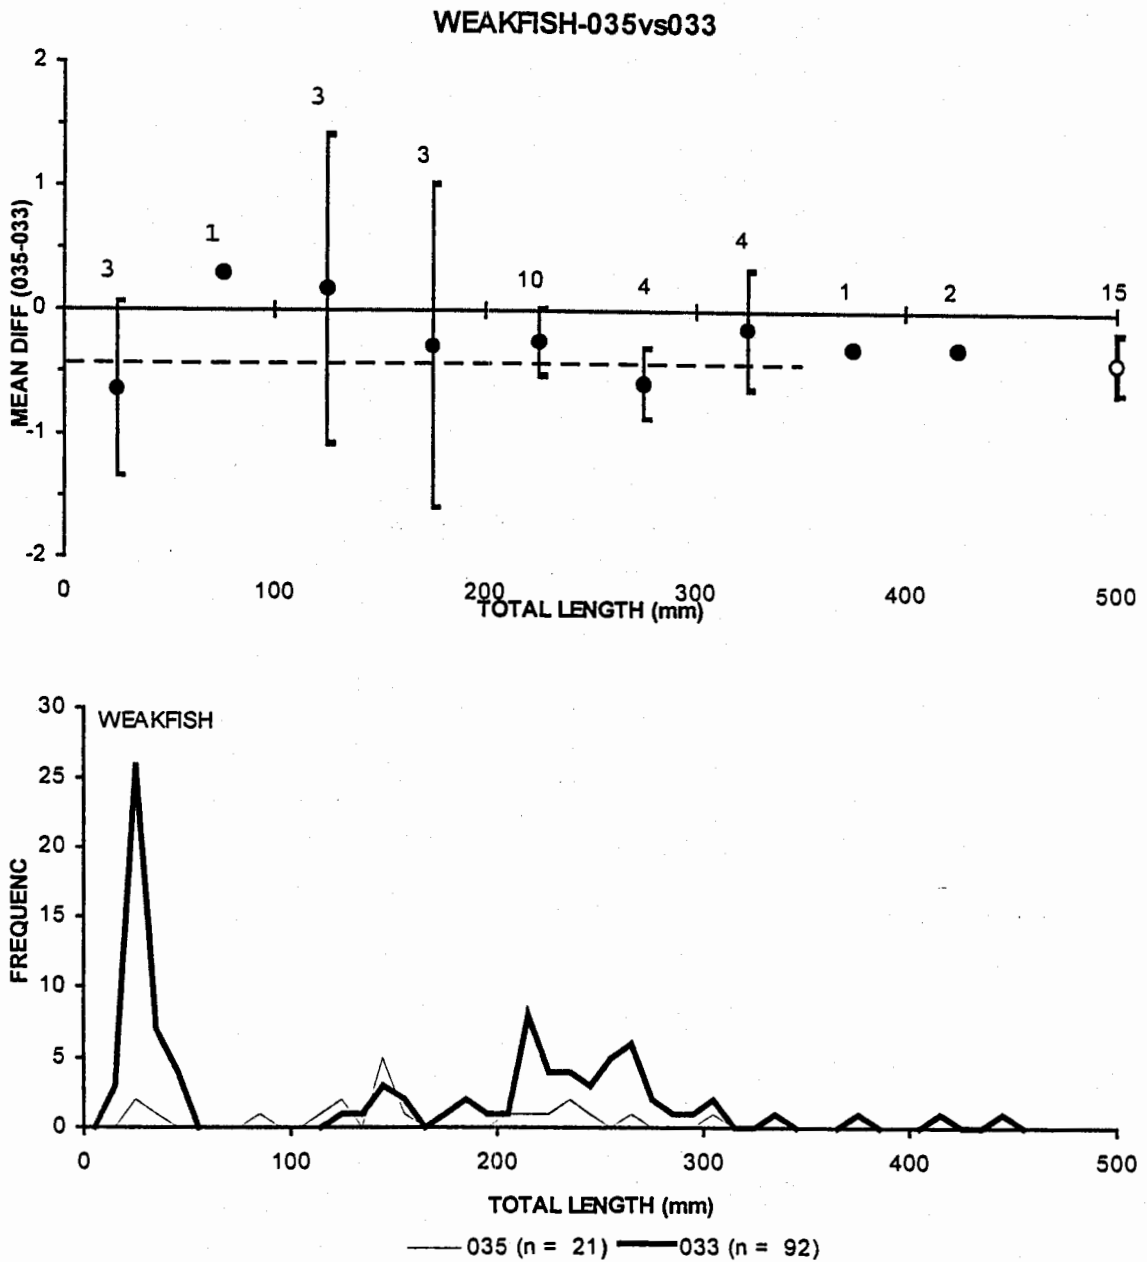 WEAKFISH-035vs033
2
3
3
1
4
3
1
10
4
1
2
15
0
MEAN DIFF (035-033)
-1
-2
0 100 200 300 400 500
TOTAL LENGTH (mm)
30
WEAKFISH
25
20
15
FREQUENC
10
5
0
0 100 200 300 400 500
TOTAL LENGTH (mm)
035 (n = 21) 033 (n = 92)